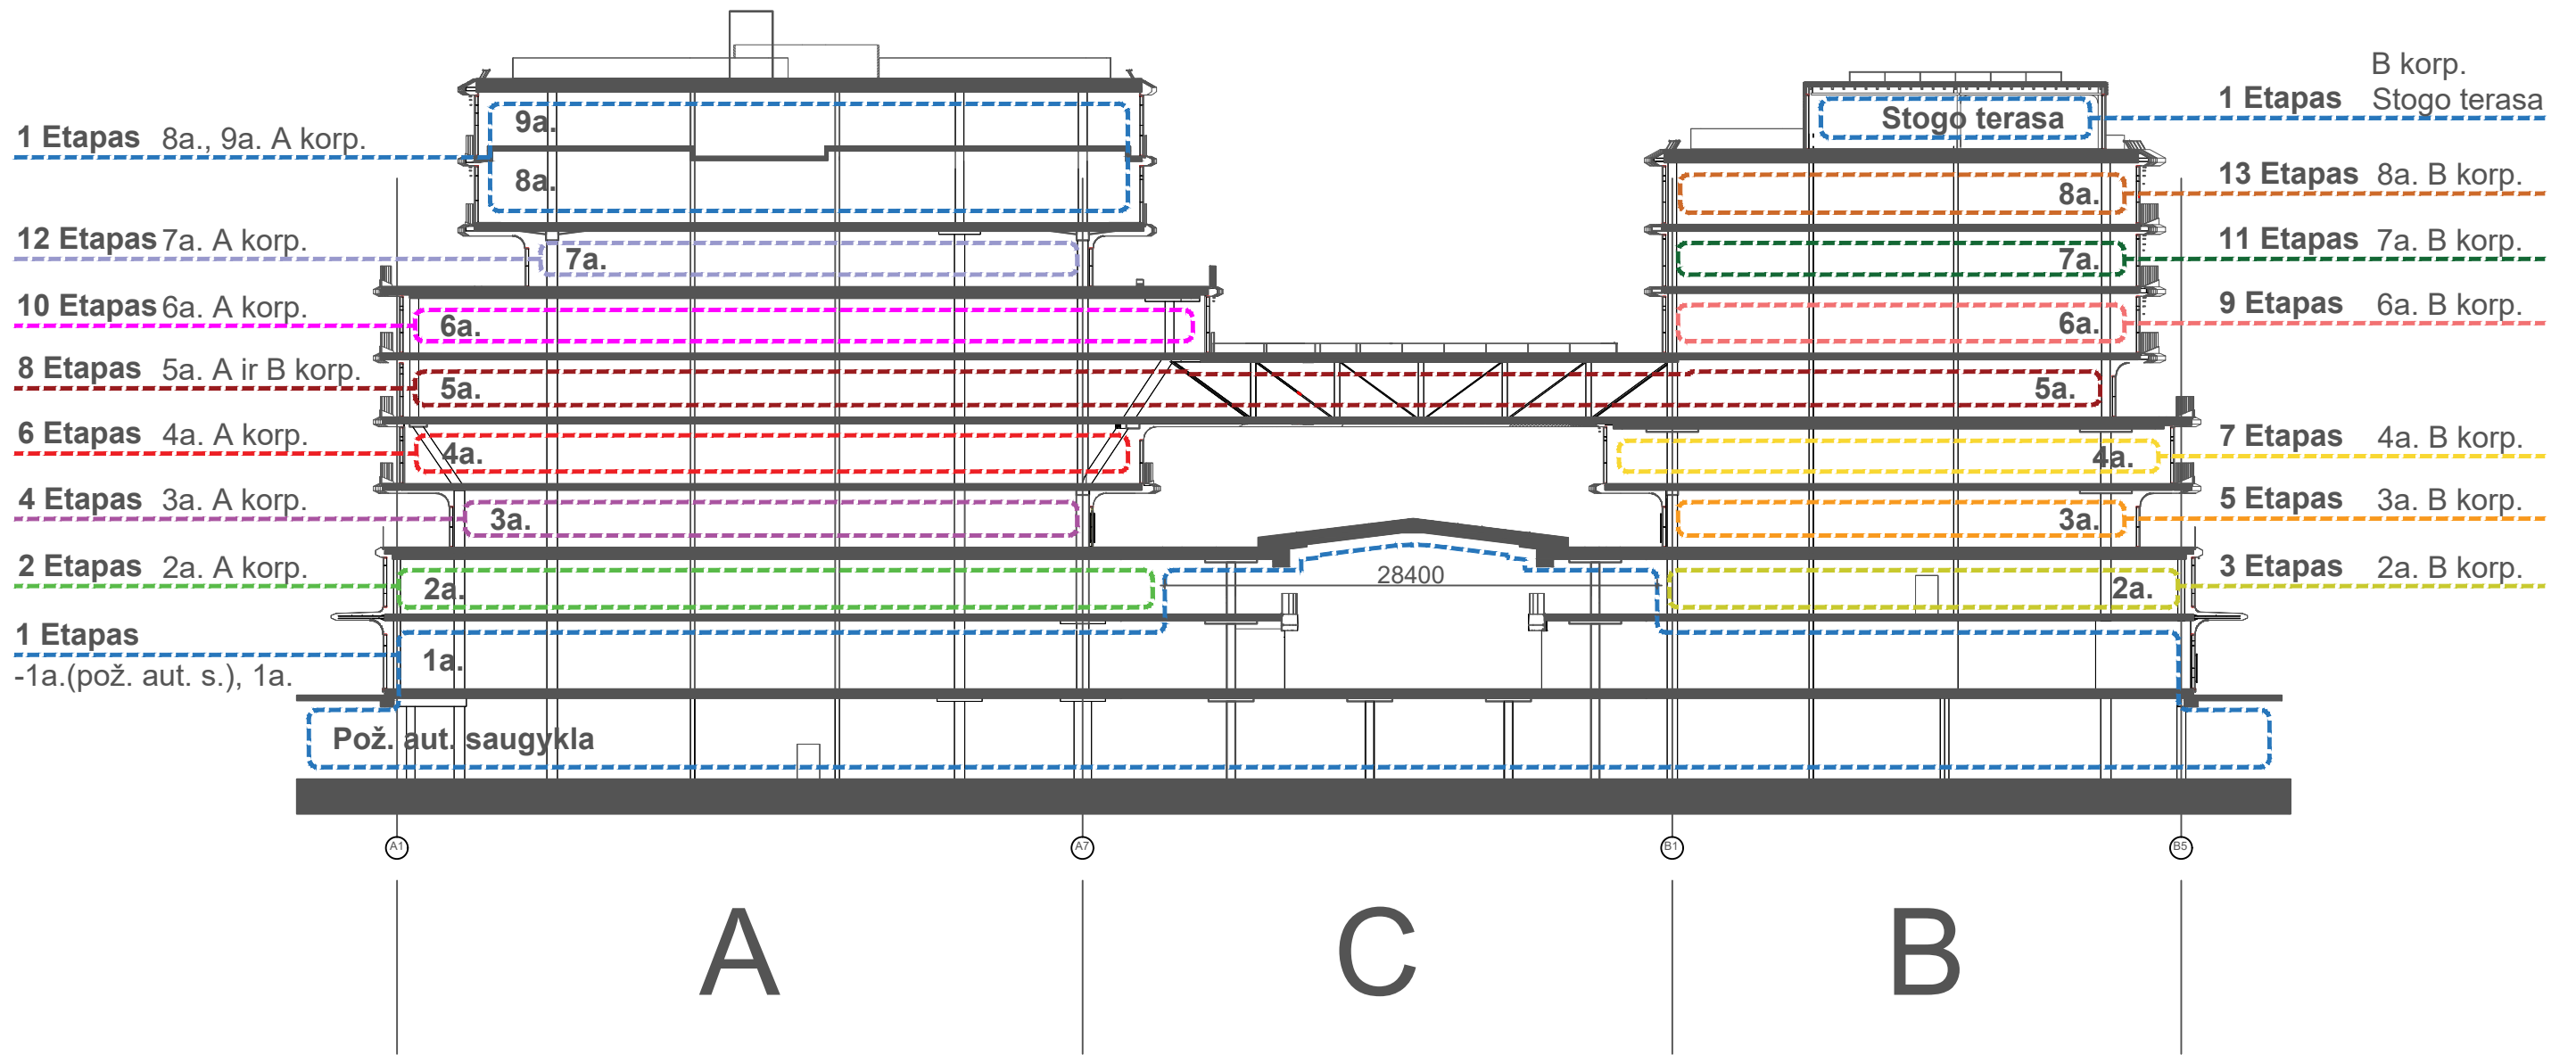 B korp.
1 Etapas Stogo terasa
Stogo terasa
9a.
1 Etapas 8a., 9a. A korp.
8a.
13 Etapas 8a. B korp.
8a.
12 Etapas 7a. A korp.
7a.
7a.
11 Etapas 7a. B korp.
10 Etapas 6a. A korp.
6a.
6a.
9 Etapas 6a. B korp.
8 Etapas 5a. A ir B korp.
5a.
5a.
6 Etapas 4a. A korp.
4a.
4a.
7 Etapas 4a. B korp.
4 Etapas 3a. A korp.
3a.
3a.
5 Etapas 3a. B korp.
2 Etapas 2a. A korp.
2a.
28400
2a.
3 Etapas 2a. B korp.
1 Etapas
-1a.(pož. aut. s.), 1a.
1a.
Pož. aut. saugykla
A1
A7
B1
B5
A
C
B